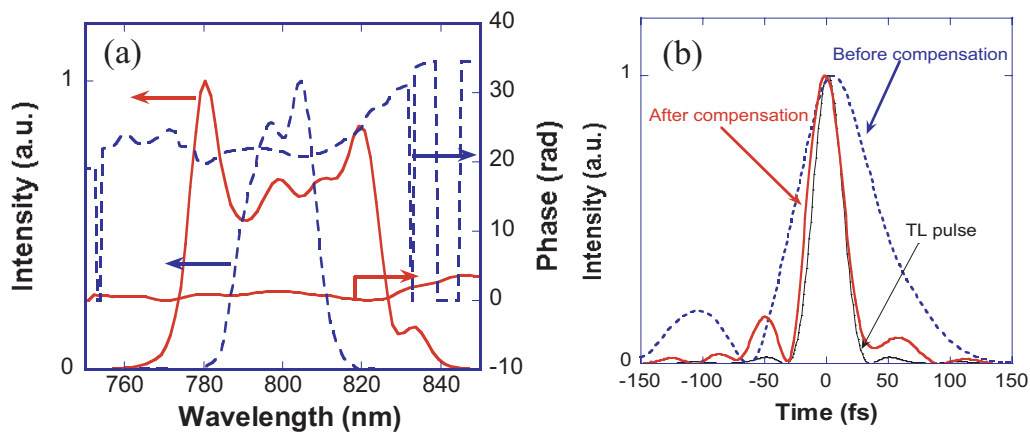 (a)
Intensity (a.u.)
1
0
760
780
800
820
840
Wavelength (nm)
40
30
20
10
0
-10
Phase (rad)
(b)
Before compensation
After compensation
TL pulse
Intensity (a.u.)
1
0
-150
-100
-50
0
50
100
150
Time (fs)